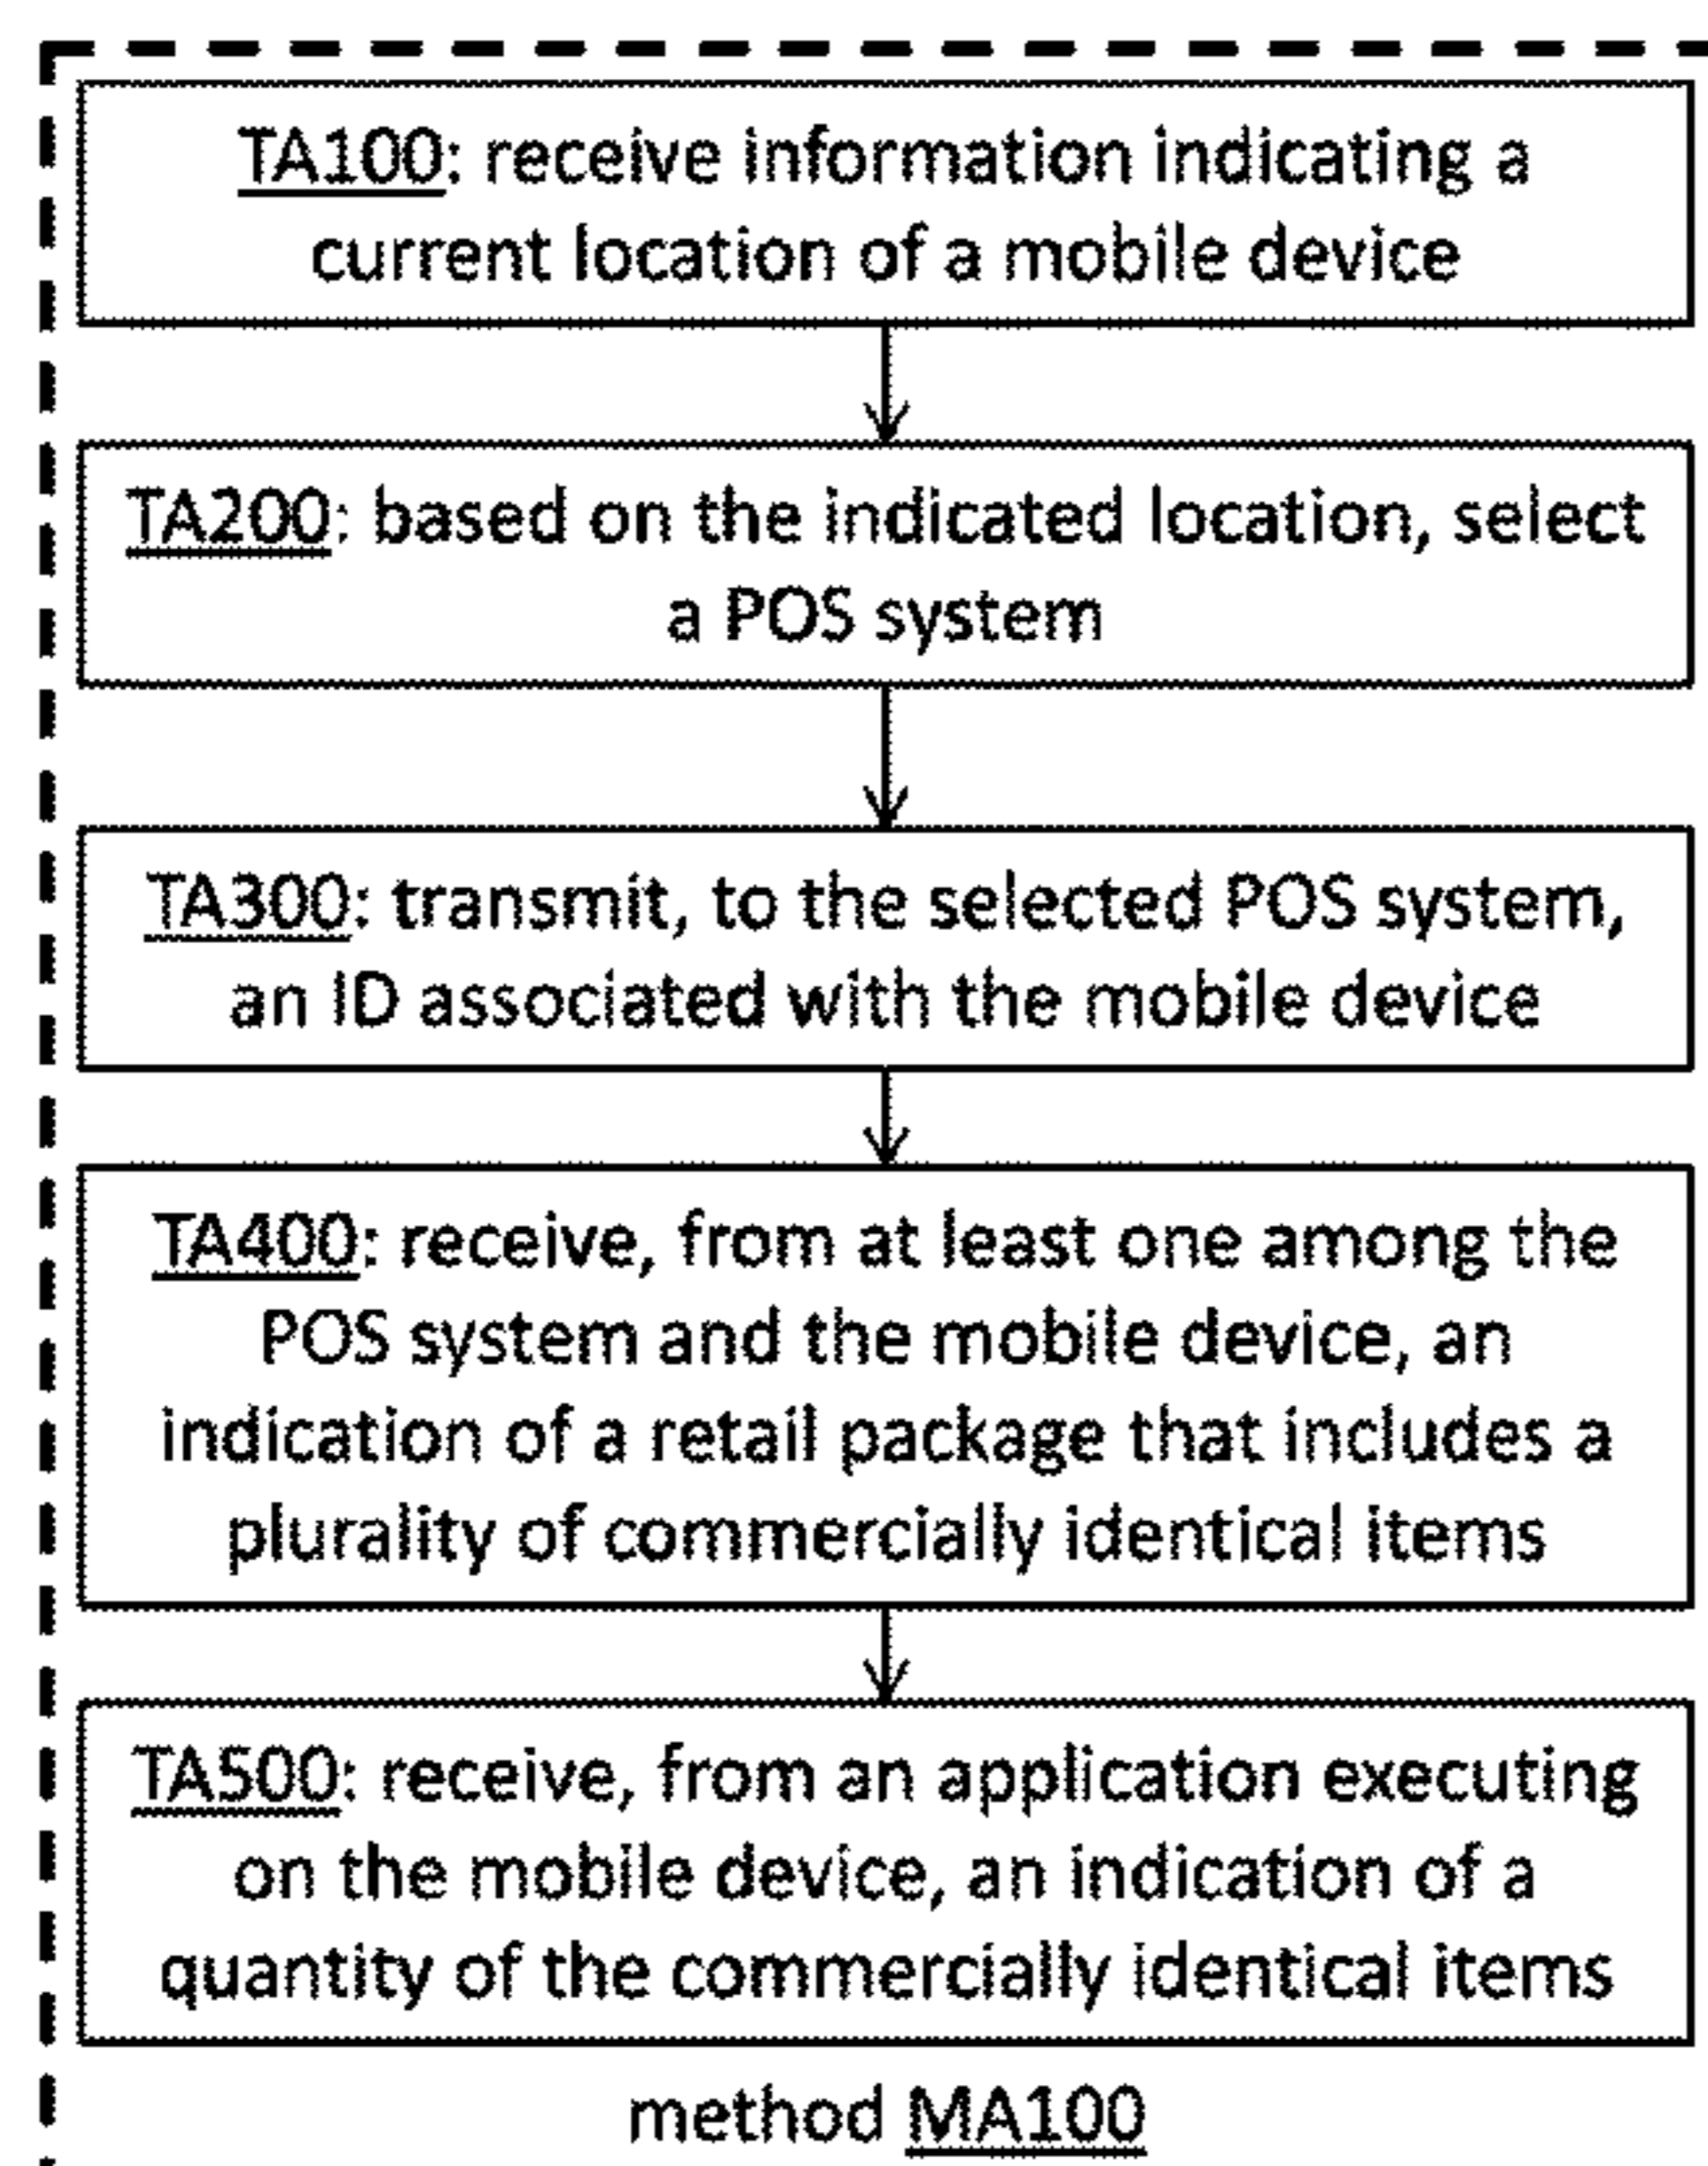 TA100: receive information indicating a
current location of a mobile device
TA200: based on the indicated location, select
a POS system
TA300: transmit, to the selected POS system,
an ID associated with the mobile device
TA400: receive, from at least one among the
POS system and the mobile device, an
indication of a retail package that includes a
plurality of commercially identical items
TA500: receive, from an application executing
on the mobile device, an indication of a
quantity of the commercially identical items
method MA100